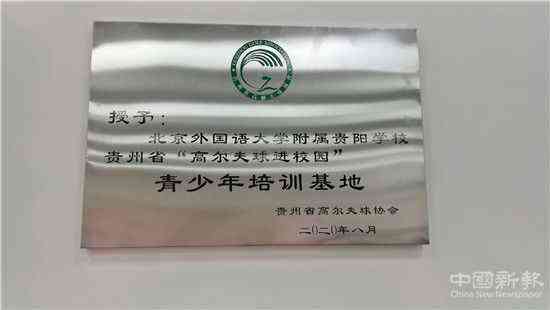 授予：
北京外国语大学附属贵阳学校
贵州省“高尔夫球进校园”
青少年培训基地
贵州省高尔夫球协会
二〇二〇年八月
中國新報
China New Newspaper